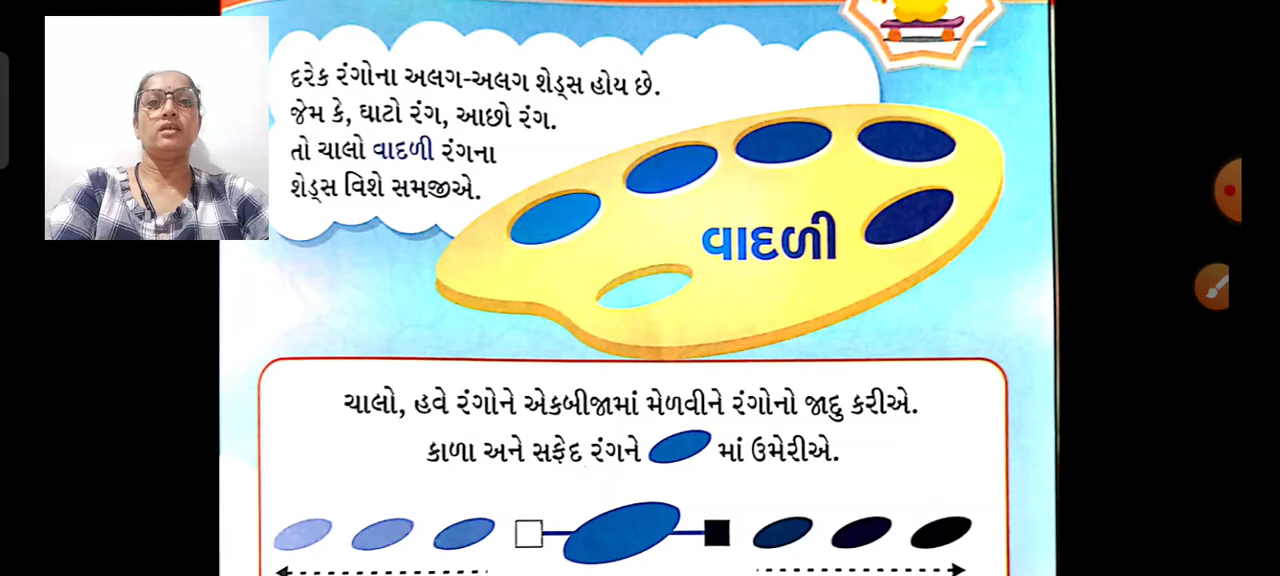 દરેક રંગોના અલગ-અલગ શેડ્સ હોય છે.
જેમ કે, ઘાટો રંગ, આછો રંગ.
તો ચાલો વાદળી રંગના
શેડ્સ વિશે સમજીએ.
વાદળી
ચાલો, હવે રંગોને એકબીજામાં મેળવીને રંગોનો જાદુ કરીએ.
કાળા અને સફેદ રંગને માં ઉમેરીએ.